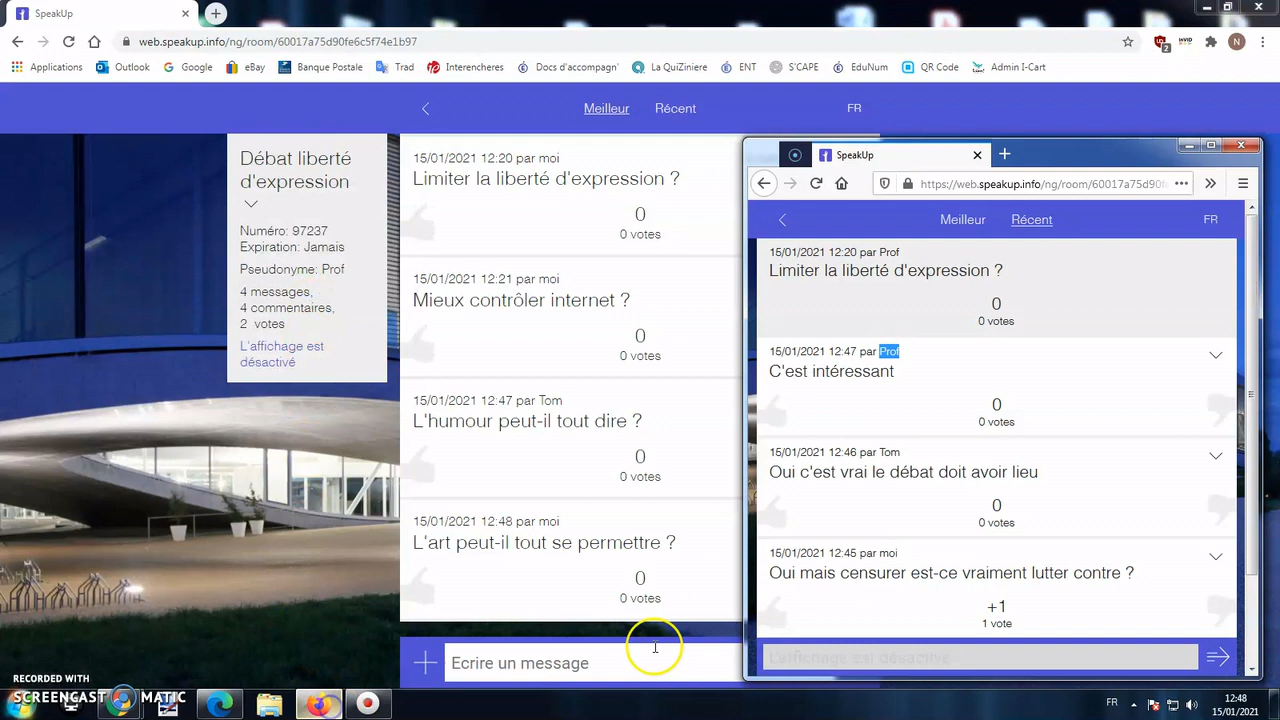 SpeakUp
web.speakup.info/ng/room/60017a75d90fe6c5f74e1b97
2
N
Applications
Outlook
Google
eBay
Banque Postale
Trad
Interencheres
Docs d'accompagn'
La QuiZiniere
ENT
S'CAPE
EduNum
QR Code
Admin I-Cart
Meilleur
Récent
FR
Débat liberté
d'expression
Numéro: 97237
Expiration: Jamais
Pseudonyme: Prof
4 messages,
4 commentaires,
2 votes
L'affichage est
désactivé
15/01/2021 12:20 par moi
Limiter la liberté d'expression ?
0
0 votes
15/01/2021 12:21 par moi
Mieux contrôler internet ?
0
0 votes
15/01/2021 12:47 par Tom
L'humour peut-il tout dire ?
0
0 votes
15/01/2021 12:48 par moi
L'art peut-il tout se permettre ?
0
0 votes
Ecrire un message
SpeakUp
https://web.speakup.info/ng/room/60017a75d90fe
Meilleur
Récent
FR
15/01/2021 12:20 par Prof
Limiter la liberté d'expression ?
0
0 votes
15/01/2021 12:47 par Prof
C'est intéressant
0
0 votes
15/01/2021 12:46 par Tom
Oui c'est vrai le débat doit avoir lieu
0
0 votes
15/01/2021 12:45 par moi
Oui mais censurer est-ce vraiment lutter contre ?
+1
1 vote
L'affichage est désactivé
RECORDED WITH
SCREENCAST MATIC
FR
12:48
15/01/2021